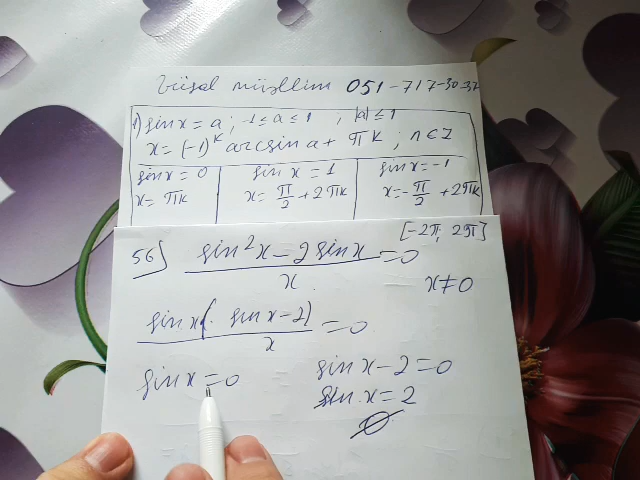 Vüsal müəllim 051-717-30-37
1) sin x = a ; -1 ≤ a ≤ 1 , |a| ≤ 1
x = (-1)^k arcsin a + πk ; n ∈ Z
sin x = 0
x = πk
sin x = 1
x = π/2 + 2πk
sin x = -1
x = -π/2 + 2πk
[-2π, 2π]
56) (sin²x - 2 sin x)/x = 0
x ≠ 0
(sin x (· sin x - 2))/x = 0
sin x = 0
sin x - 2 = 0
sin x = 2
∅